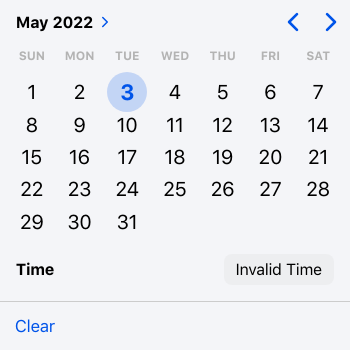 May 2022
SUN MON TUE WED THU FRI SAT
1 2 3 4 5 6 7
8 9 10 11 12 13 14
15 16 17 18 19 20 21
22 23 24 25 26 27 28
29 30 31
Time Invalid Time
Clear